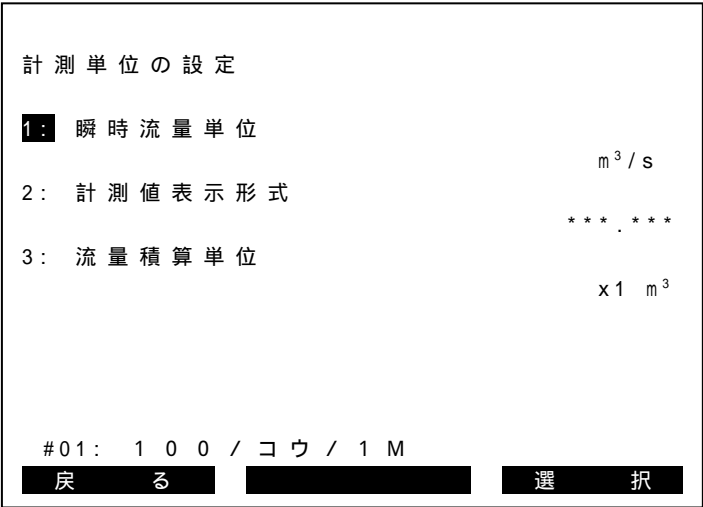 計測単位の設定
1: 瞬時流量単位
m³/s
2: 計測値表示形式
***.***
3: 流量積算単位
x1 m³
#01: 100/コウ/1M
戻る 選択